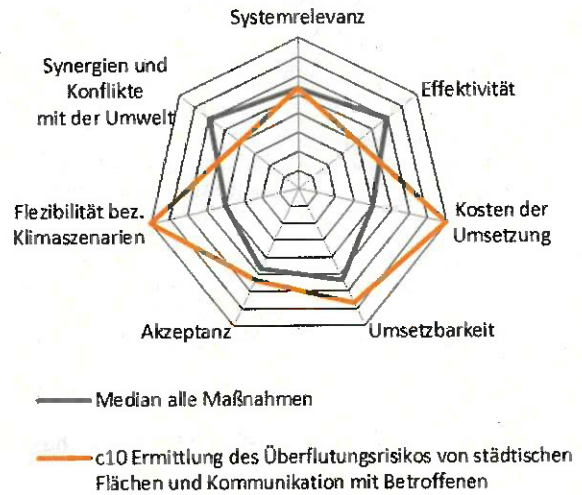 Systemrelevanz
Synergien und
Konflikte
mit der Umwelt
Effektivität
Flezibilität bez.
Klimaszenarien
Kosten der
Umsetzung
Akzeptanz
Umsetzbarkeit
Median alle Maßnahmen
c10 Ermittlung des Überflutungsrisikos von städtischen
Flächen und Kommunikation mit Betroffenen